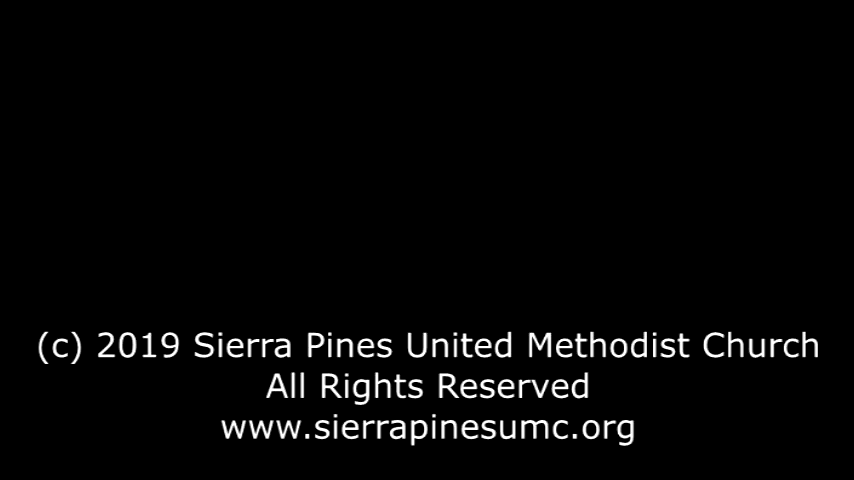 (c) 2019 Sierra Pines United Methodist Church
All Rights Reserved
www.sierrapinesumc.org